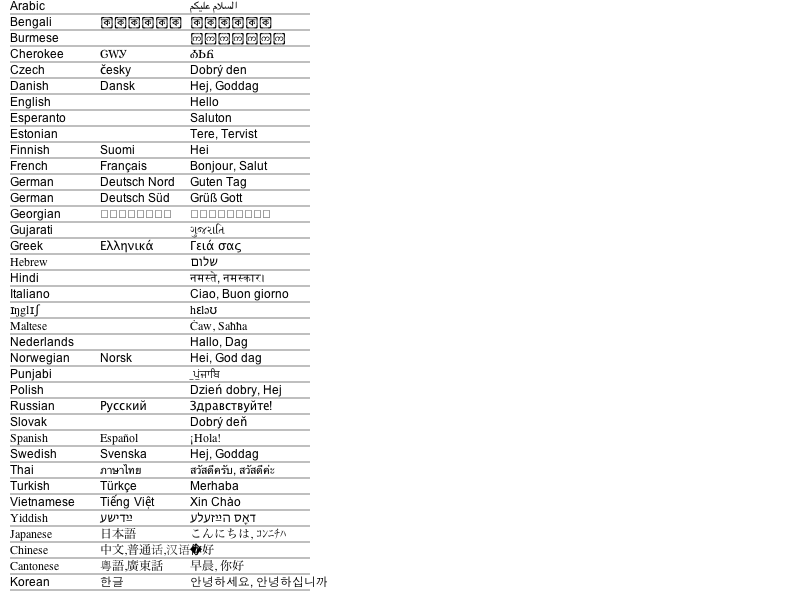 Arabic السلام عليكم
Bengali
Burmese
Cherokee ᏣᎳᎩ ᎣᏏᏲ
Czech česky Dobrý den
Danish Dansk Hej, Goddag
English Hello
Esperanto Saluton
Estonian Tere, Tervist
Finnish Suomi Hei
French Français Bonjour, Salut
German Deutsch Nord Guten Tag
German Deutsch Süd Grüß Gott
Georgian
Gujarati ગુજરાતિ
Greek Ελληνικά Γειά σας
Hebrew שלום
Hindi नमस्ते, नमस्कार।
Italiano Ciao, Buon giorno
ɪŋglɪʃ hɛləʊ
Maltese Ċaw, Saħħa
Nederlands Hallo, Dag
Norwegian Norsk Hei, God dag
Punjabi
Polish Dzień dobry, Hej
Russian Русский Здравствуйте!
Slovak Dobrý deň
Spanish Español ¡Hola!
Swedish Svenska Hej, Goddag
Thai ภาษาไทย สวัสดีครับ, สวัสดีค่ะ
Turkish Türkçe Merhaba
Vietnamese Tiếng Việt Xin Chào
Yiddish ײִדישע דאָס הײַזעלע
Japanese 日本語 こんにちは, ｺﾝﾆﾁﾊ
Chinese 中文,普通话,汉语 好
Cantonese 粵語,廣東話 早晨, 你好
Korean 한글 안녕하세요, 안녕하십니까